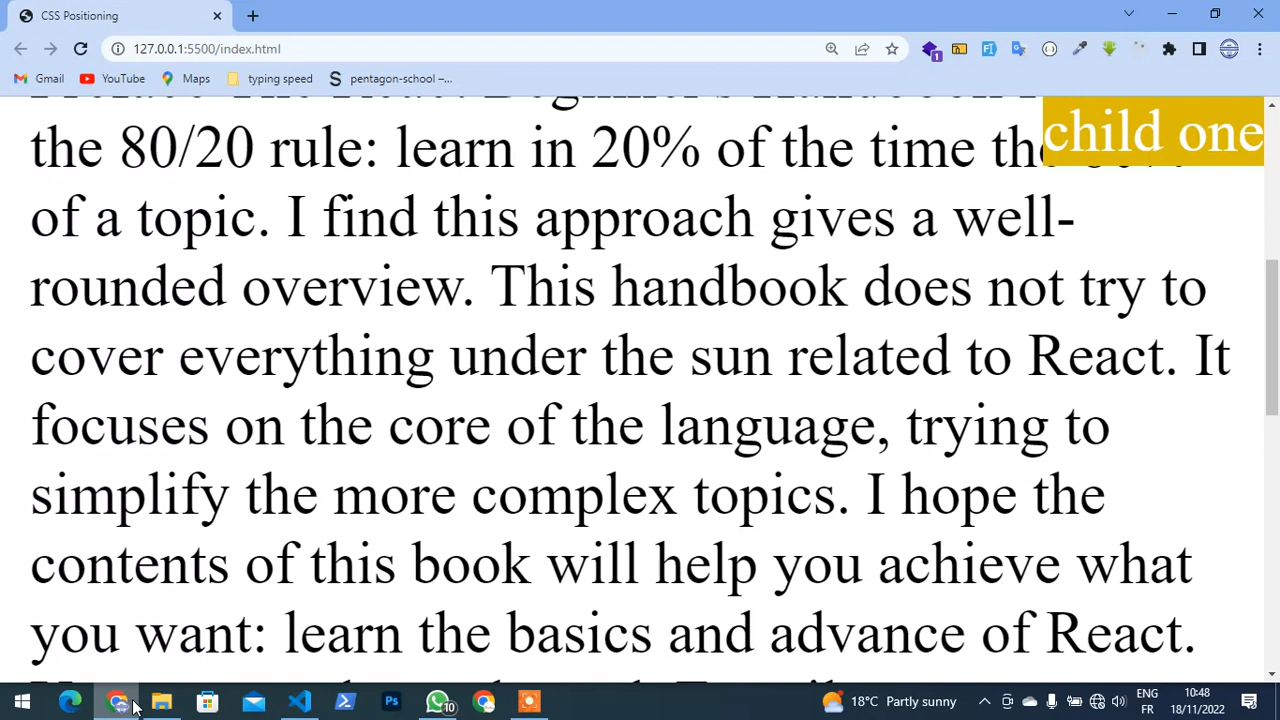 CSS Positioning
127.0.0.1:5500/index.html
1
Gmail
YouTube
Maps
typing speed
pentagon-school –...
child one
the 80/20 rule: learn in 20% of the time the
of a topic. I find this approach gives a well-
rounded overview. This handbook does not try to
cover everything under the sun related to React. It
focuses on the core of the language, trying to
simplify the more complex topics. I hope the
contents of this book will help you achieve what
you want: learn the basics and advance of React.
10
18°C Partly sunny
ENG
FR
10:48
18/11/2022